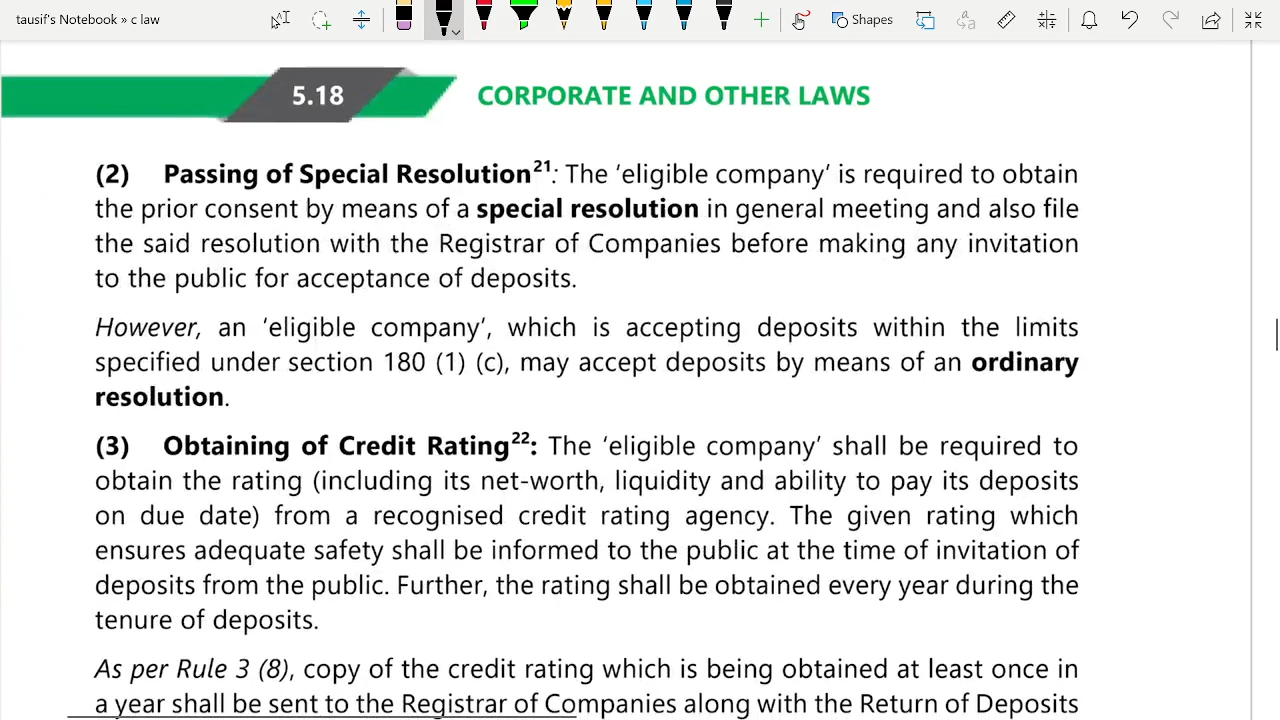 tausif's Notebook » c law
Shapes
5.18
CORPORATE AND OTHER LAWS
(2) Passing of Special Resolution21: The ‘eligible company’ is required to obtain
the prior consent by means of a special resolution in general meeting and also file
the said resolution with the Registrar of Companies before making any invitation
to the public for acceptance of deposits.
However, an ‘eligible company’, which is accepting deposits within the limits
specified under section 180 (1) (c), may accept deposits by means of an ordinary
resolution.
(3) Obtaining of Credit Rating22: The ‘eligible company’ shall be required to
obtain the rating (including its net-worth, liquidity and ability to pay its deposits
on due date) from a recognised credit rating agency. The given rating which
ensures adequate safety shall be informed to the public at the time of invitation of
deposits from the public. Further, the rating shall be obtained every year during the
tenure of deposits.
As per Rule 3 (8), copy of the credit rating which is being obtained at least once in
a year shall be sent to the Registrar of Companies along with the Return of Deposits